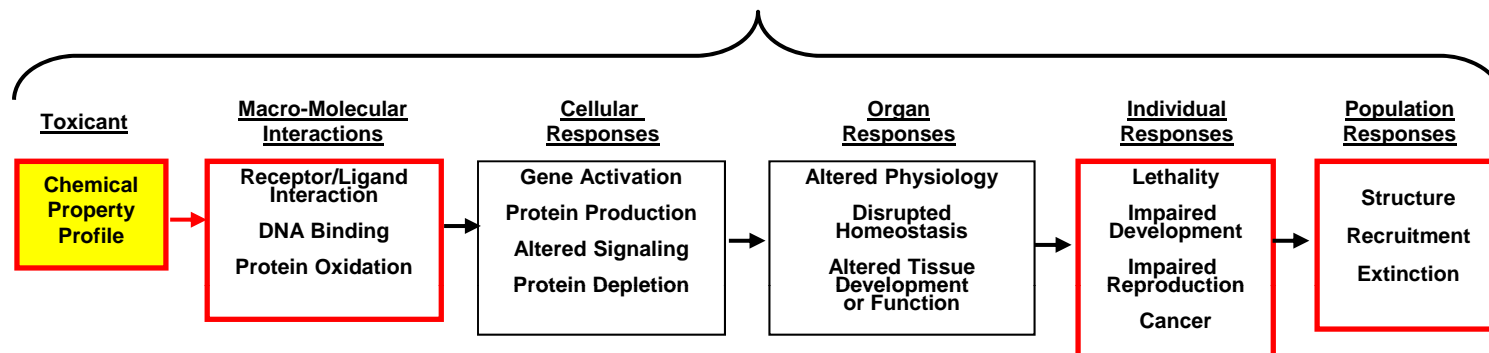 Toxicant
Chemical
Property
Profile
Macro-Molecular
Interactions
Receptor/Ligand
Interaction
DNA Binding
Protein Oxidation
Cellular
Responses
Gene Activation
Protein Production
Altered Signaling
Protein Depletion
Organ
Responses
Altered Physiology
Disrupted
Homeostasis
Altered Tissue
Development
or Function
Individual
Responses
Lethality
Impaired
Development
Impaired
Reproduction
Cancer
Population
Responses
Structure
Recruitment
Extinction